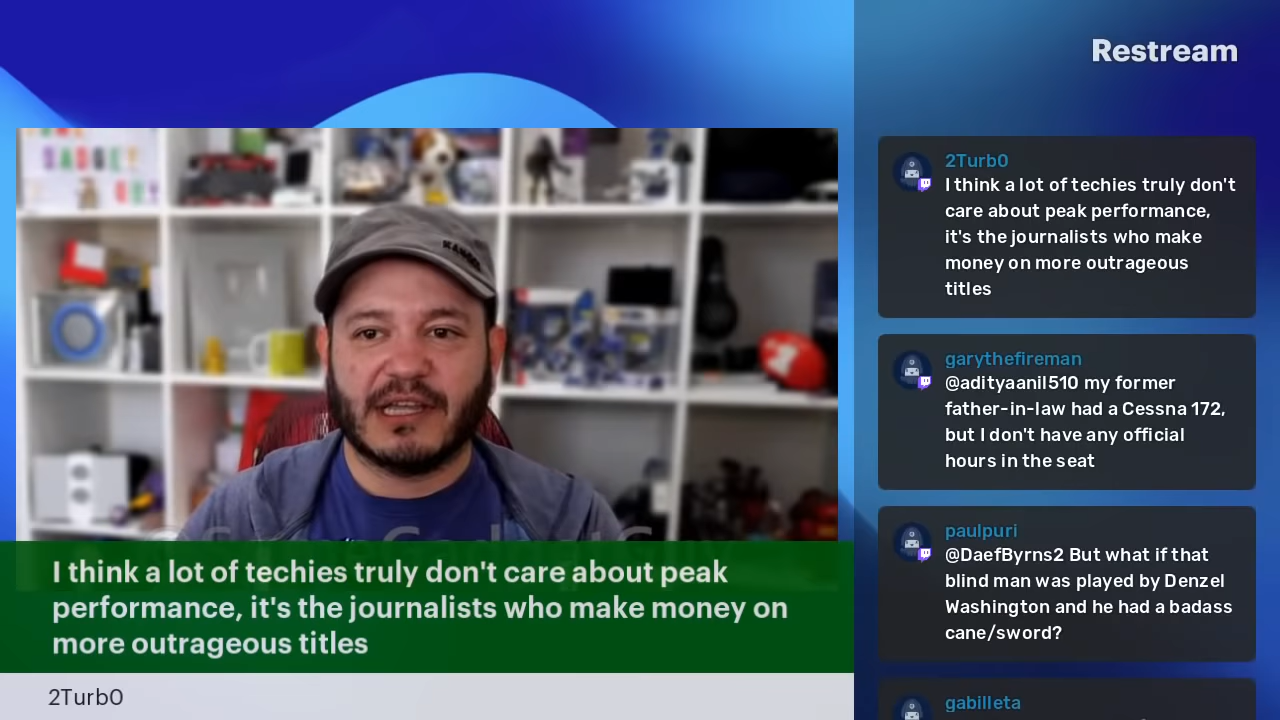 Restream
KANGOL
I think a lot of techies truly don't care about peak
performance, it's the journalists who make money on
more outrageous titles
2Turb0
2Turb0
I think a lot of techies truly don't
care about peak performance,
it's the journalists who make
money on more outrageous
titles
garythefireman
@adityaanil510 my former
father-in-law had a Cessna 172,
but I don't have any official
hours in the seat
paulpuri
@DaefByrns2 But what if that
blind man was played by Denzel
Washington and he had a badass
cane/sword?
gabilleta